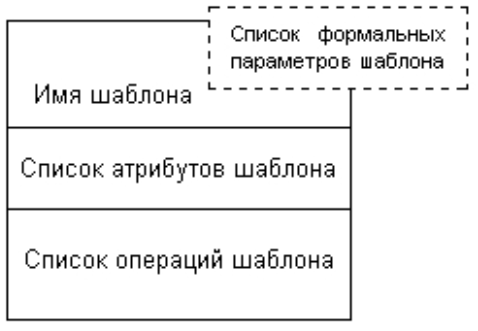 Список формальных
параметров шаблона
Имя шаблона
Список атрибутов шаблона
Список операций шаблона